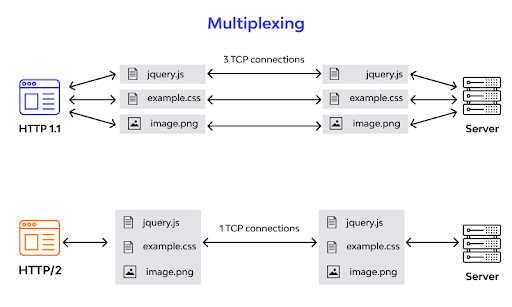 Multiplexing
3 TCP connections
jquery.js
jquery.js
example.css
example.css
image.png
image.png
HTTP 1.1
Server
jquery.js
jquery.js
1 TCP connections
example.css
example.css
image.png
image.png
HTTP/2
Server